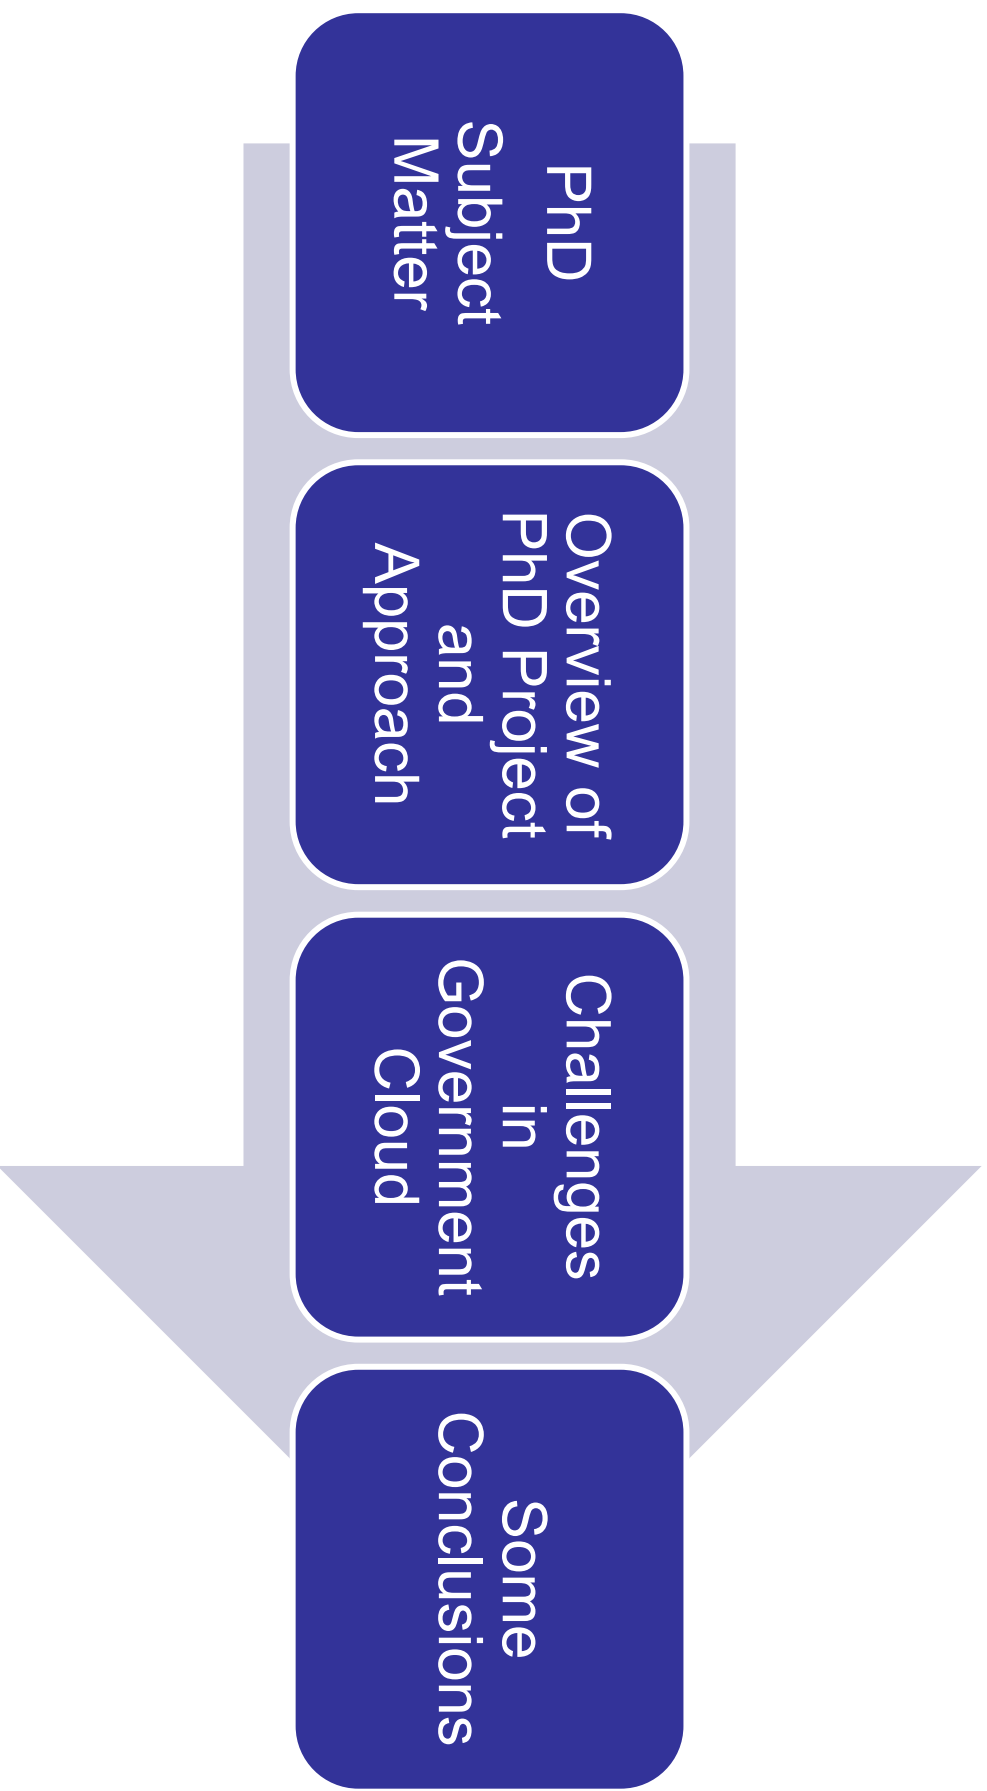 PhD
Subject
Matter
Overview of
PhD Project
and
Approach
Challenges
in
Government
Cloud
Some
Conclusions